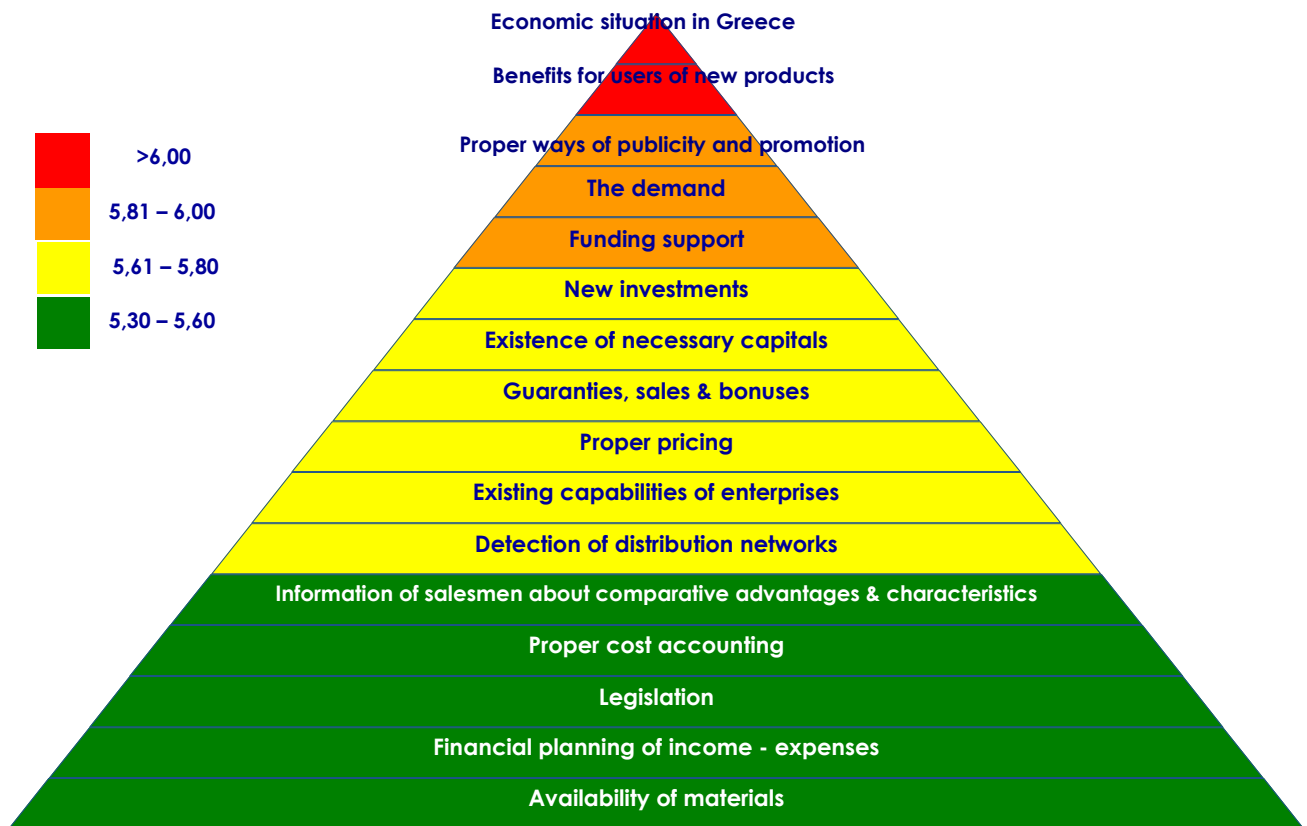 Economic situation in Greece
Benefits for users of new products
>6,00
Proper ways of publicity and promotion
The demand
5,81 – 6,00
Funding support
5,61 – 5,80
New investments
5,30 – 5,60
Existence of necessary capitals
Guaranties, sales & bonuses
Proper pricing
Existing capabilities of enterprises
Detection of distribution networks
Information of salesmen about comparative advantages & characteristics
Proper cost accounting
Legislation
Financial planning of income - expenses
Availability of materials